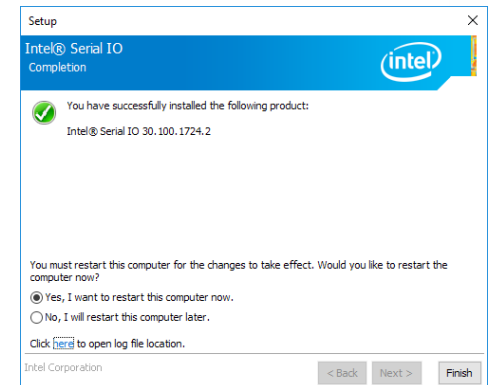 Setup
Intel® Serial IO
Completion
intel
You have successfully installed the following product:
Intel® Serial IO 30.100.1724.2
You must restart this computer for the changes to take effect. Would you like to restart the
computer now?
Yes, I want to restart this computer now.
No, I will restart this computer later.
Click here to open log file location.
Intel Corporation
< Back Next > Finish